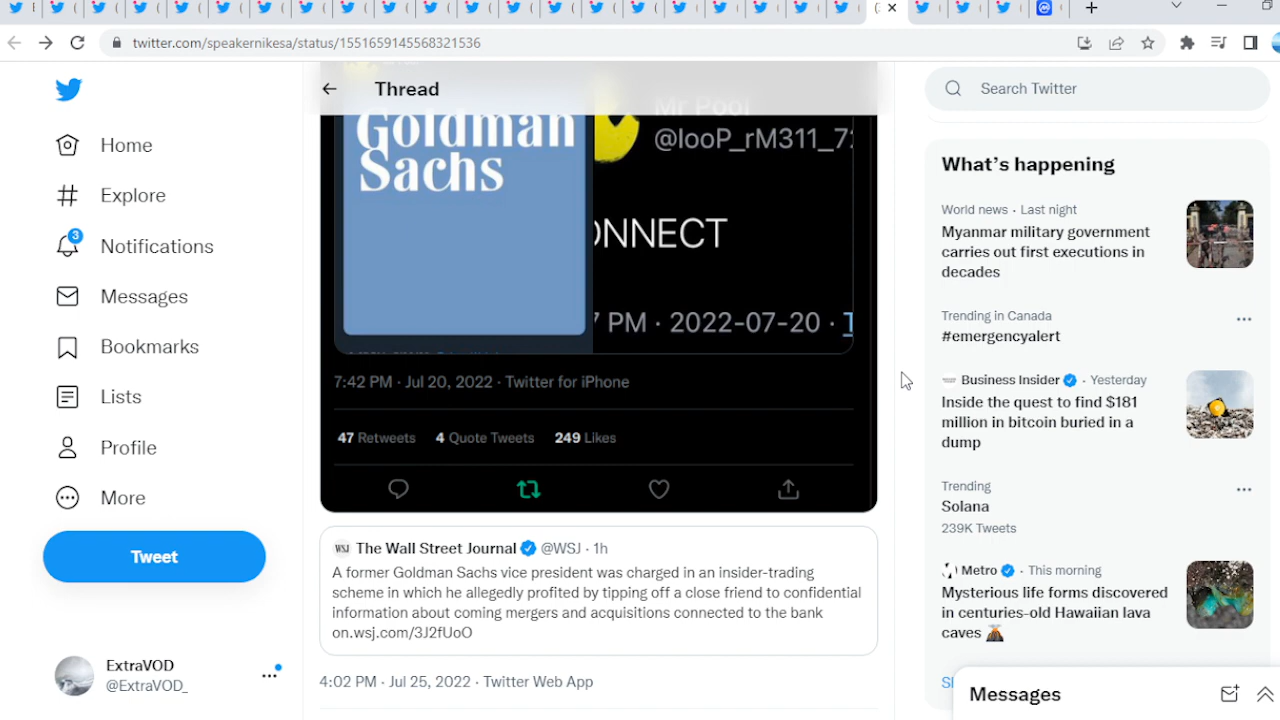 twitter.com/speakernikesa/status/1551659145568321536
Thread
Search Twitter
Home
Explore
3
Notifications
Messages
Bookmarks
Lists
Profile
More
Tweet
ExtraVOD
@ExtraVOD_
Goldman
Sachs
Mr Pool
@looP_rM311_7
ONNECT
7 PM · 2022-07-20 ·
7:42 PM · Jul 20, 2022 · Twitter for iPhone
47 Retweets 4 Quote Tweets 249 Likes
WSJ The Wall Street Journal @WSJ · 1h
A former Goldman Sachs vice president was charged in an insider-trading
scheme in which he allegedly profited by tipping off a close friend to confidential
information about coming mergers and acquisitions connected to the bank
on.wsj.com/3J2fUoO
4:02 PM · Jul 25, 2022 · Twitter Web App
What's happening
World news · Last night
Myanmar military government
carries out first executions in
decades
Trending in Canada
#emergencyalert
Business Insider · Yesterday
Inside the quest to find $181
million in bitcoin buried in a
dump
Trending
Solana
239K Tweets
Metro · This morning
Mysterious life forms discovered
in centuries-old Hawaiian lava
caves
Messages